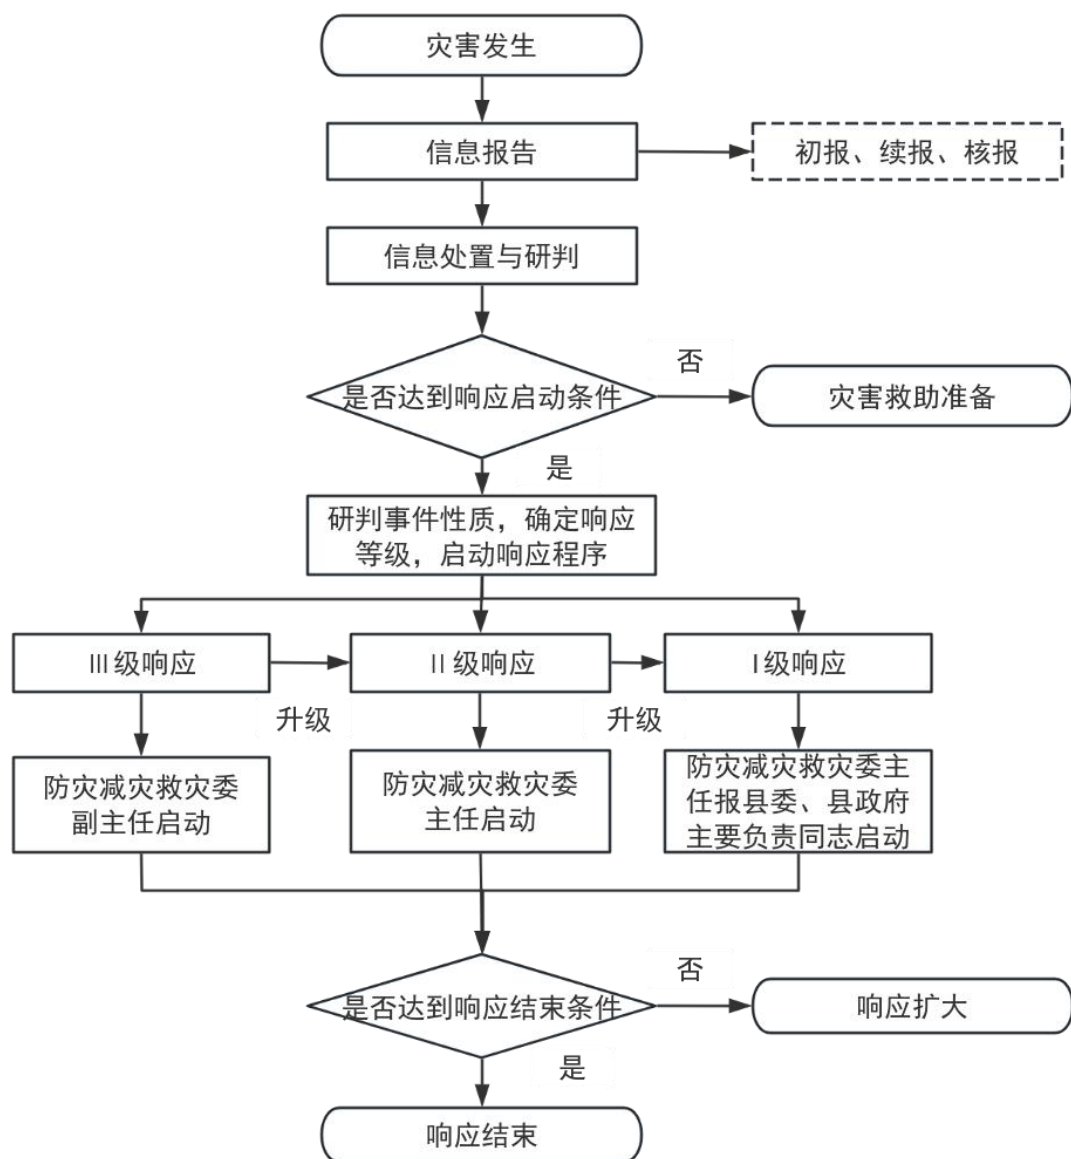 灾害发生
信息报告
初报、续报、核报
信息处置与研判
是否达到响应启动条件
否
灾害救助准备
是
研判事件性质，确定响应
等级，启动响应程序
III级响应
II级响应
I级响应
升级
升级
防灾减灾救灾委
副主任启动
防灾减灾救灾委
主任启动
防灾减灾救灾委主
任报县委、县政府
主要负责同志启动
是否达到响应结束条件
否
响应扩大
是
响应结束